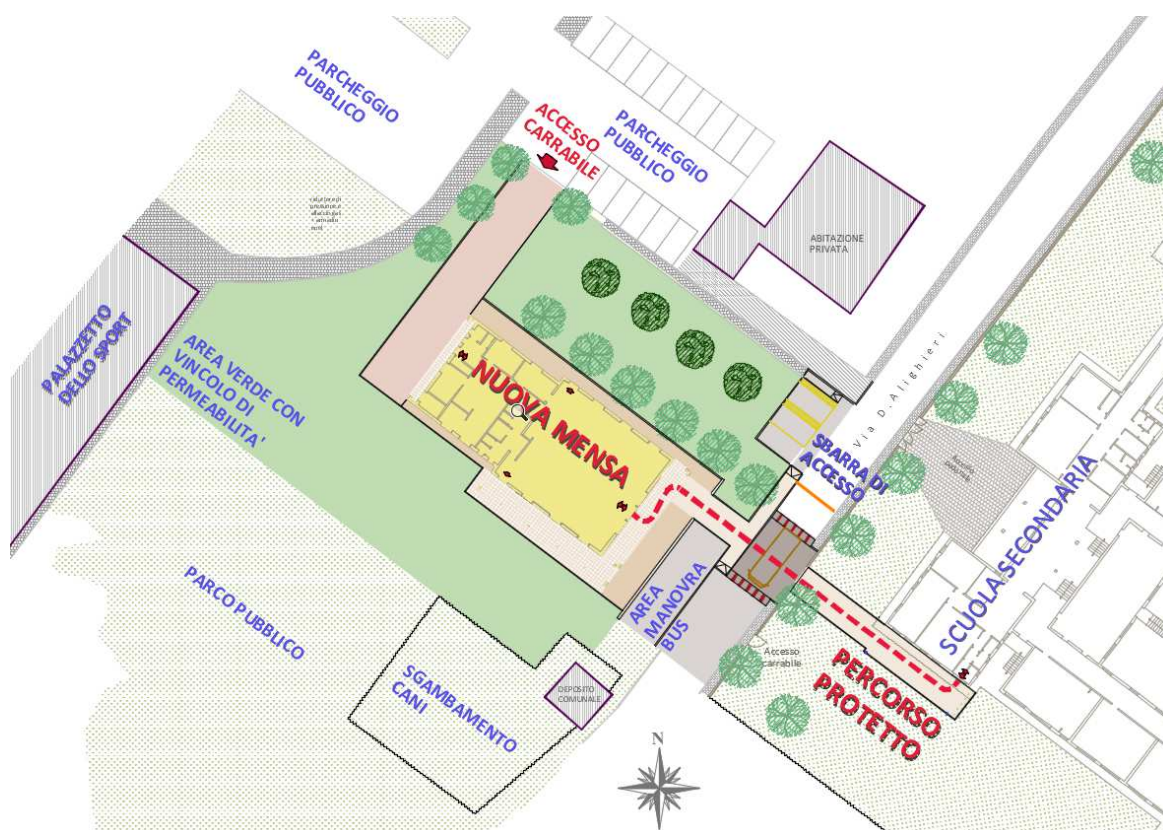 PARCHEGGIO
PUBBLICO
ACCESSO
CARRABILE
PARCHEGGIO
PUBBLICO
ABITAZIONE
PRIVATA
PALAZZETTO
DELLO SPORT
AREA VERDE CON
VINCOLO DI
PERMEABILITA'
NUOVA MENSA
Via D. Alighieri
SBARRA DI
ACCESSO
SCUOLA SECONDARIA
PARCO PUBBLICO
AREA
MANOVRA
BUS
Accesso
carrabile
PERCORSO
PROTETTO
SGAMBAMENTO
CANI
DEPOSITO
COMUNALE
N